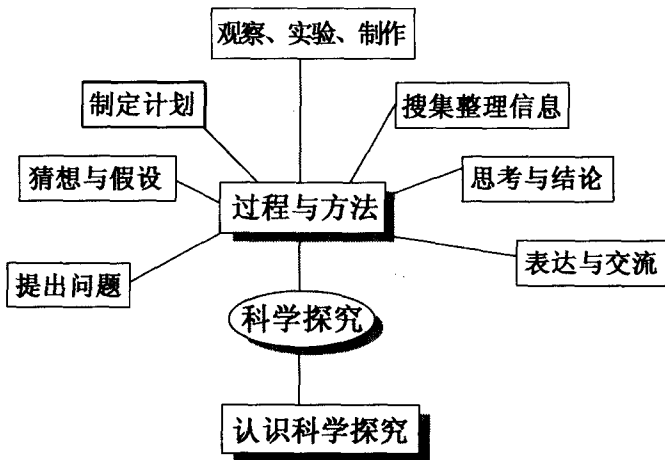 观察、实验、制作
制定计划
搜集整理信息
猜想与假设
思考与结论
过程与方法
提出问题
表达与交流
科学探究
认识科学探究